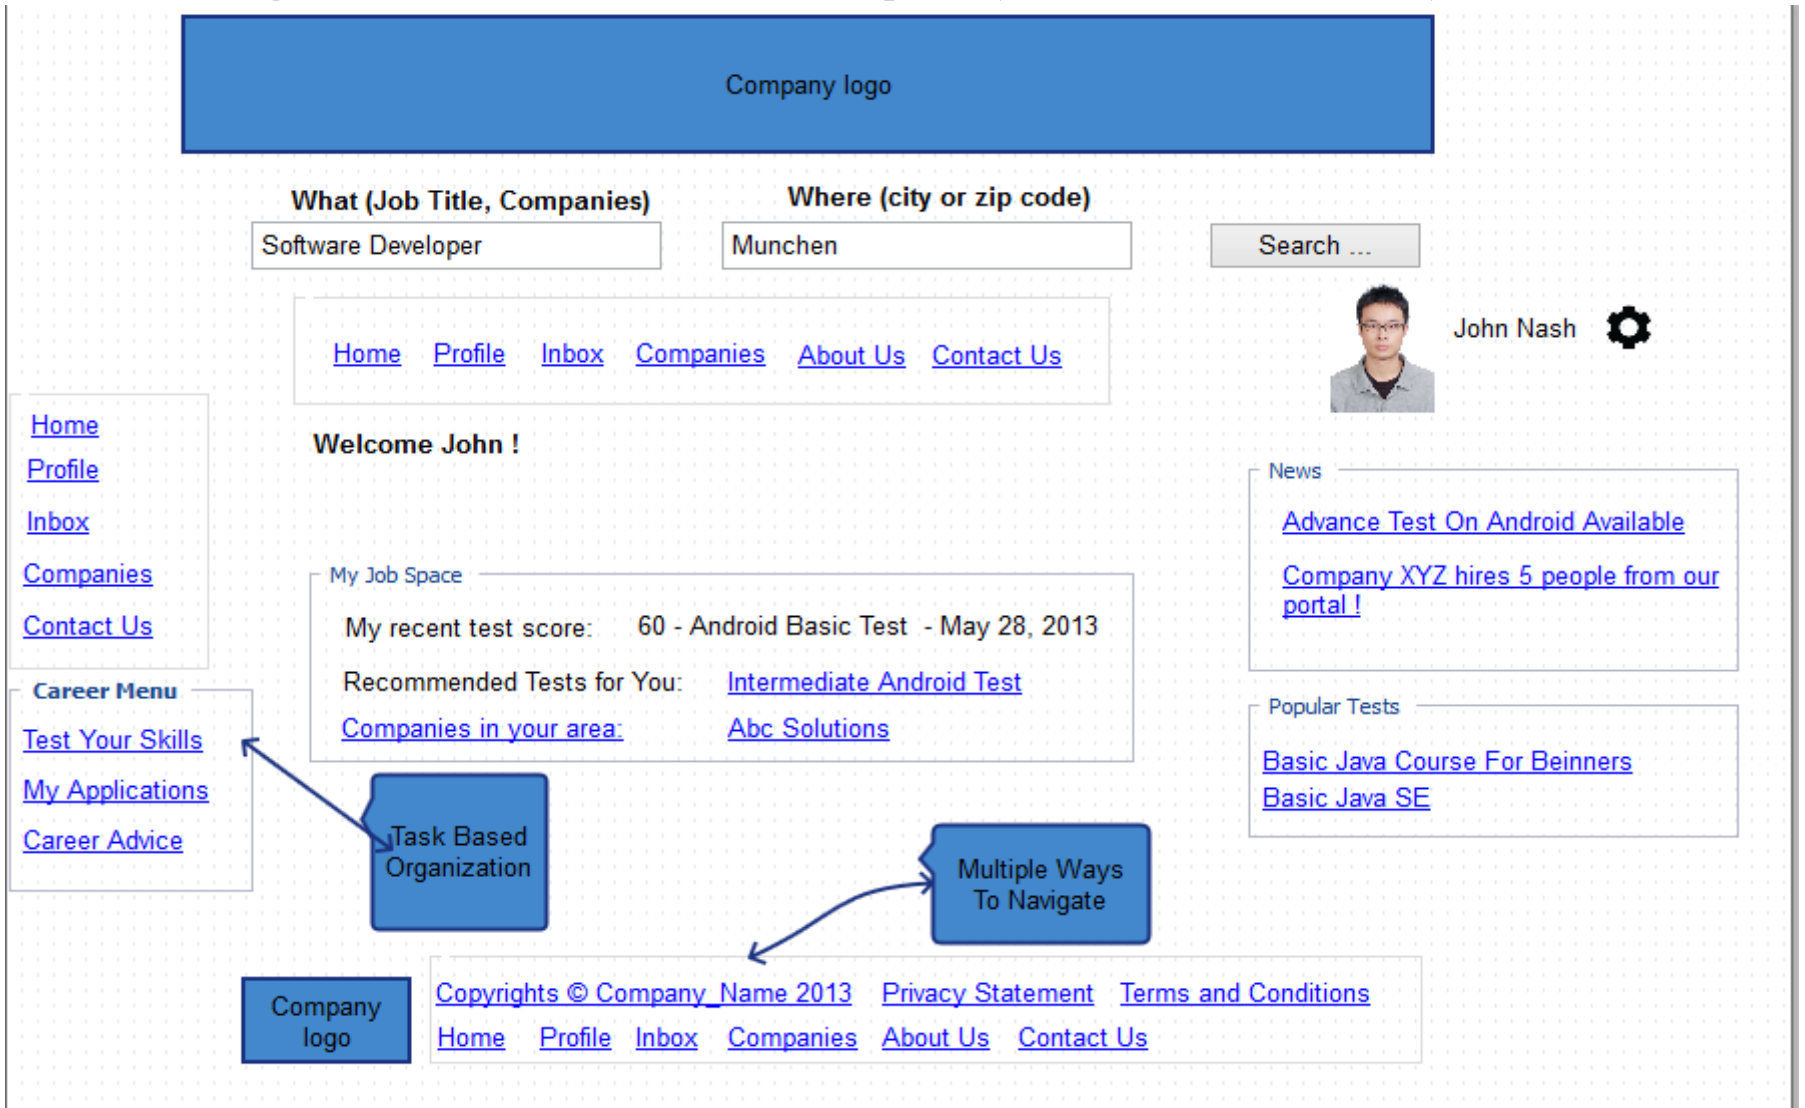 Company logo
What (Job Title, Companies)
Where (city or zip code)
Software Developer
Munchen
Search ...
Home Profile Inbox Companies About Us Contact Us
John Nash
Home
Profile
Inbox
Companies
Contact Us
Welcome John !
News
Advance Test On Android Available
Company XYZ hires 5 people from our
portal !
My Job Space
My recent test score: 60 - Android Basic Test - May 28, 2013
Recommended Tests for You: Intermediate Android Test
Companies in your area: Abc Solutions
Career Menu
Test Your Skills
My Applications
Career Advice
Popular Tests
Basic Java Course For Beinners
Basic Java SE
Task Based
Organization
Multiple Ways
To Navigate
Company
logo
Copyrights © Company_Name 2013 Privacy Statement Terms and Conditions
Home Profile Inbox Companies About Us Contact Us